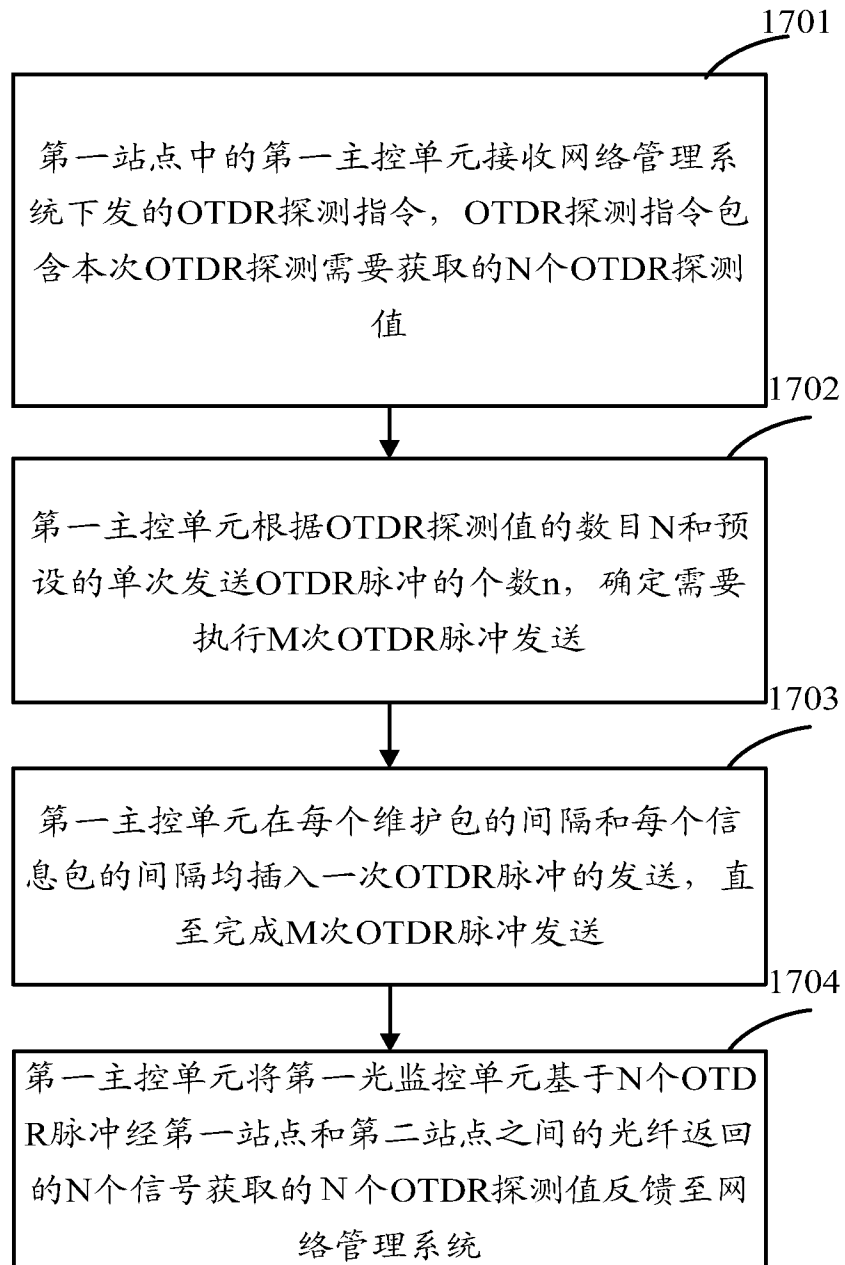 1701
第一站点中的第一主控单元接收网络管理系
统下发的OTDR探测指令，OTDR探测指令包
含本次OTDR探测需要获取的N个OTDR探测
值
1702
第一主控单元根据OTDR探测值的数目N和预
设的单次发送OTDR脉冲的个数n，确定需要
执行M次OTDR脉冲发送
1703
第一主控单元在每个维护包的间隔和每个信
息包的间隔均插入一次OTDR脉冲的发送，直
至完成M次OTDR脉冲发送
1704
第一主控单元将第一光监控单元基于N个OTD
R脉冲经第一站点和第二站点之间的光纤返回
的N个信号获取的N个OTDR探测值反馈至网
络管理系统